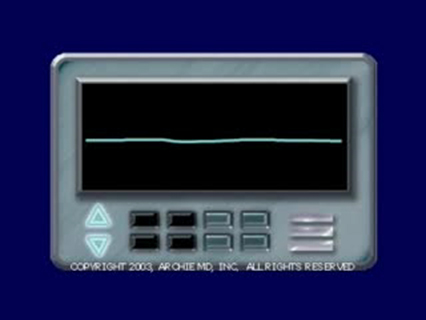 COPYRIGHT 2003, ARCHIE MD, INC, ALL RIGHTS RESERVED